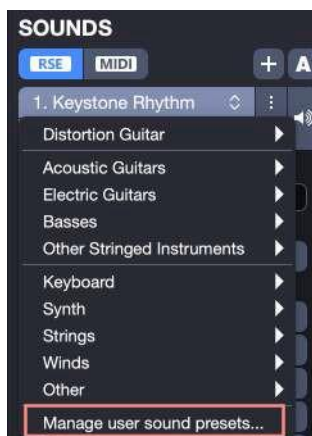 SOUNDS
RSE MIDI + A
1. Keystone Rhythm
Distortion Guitar
Acoustic Guitars
Electric Guitars
Basses
Other Stringed Instruments
Keyboard
Synth
Strings
Winds
Other
Manage user sound presets...